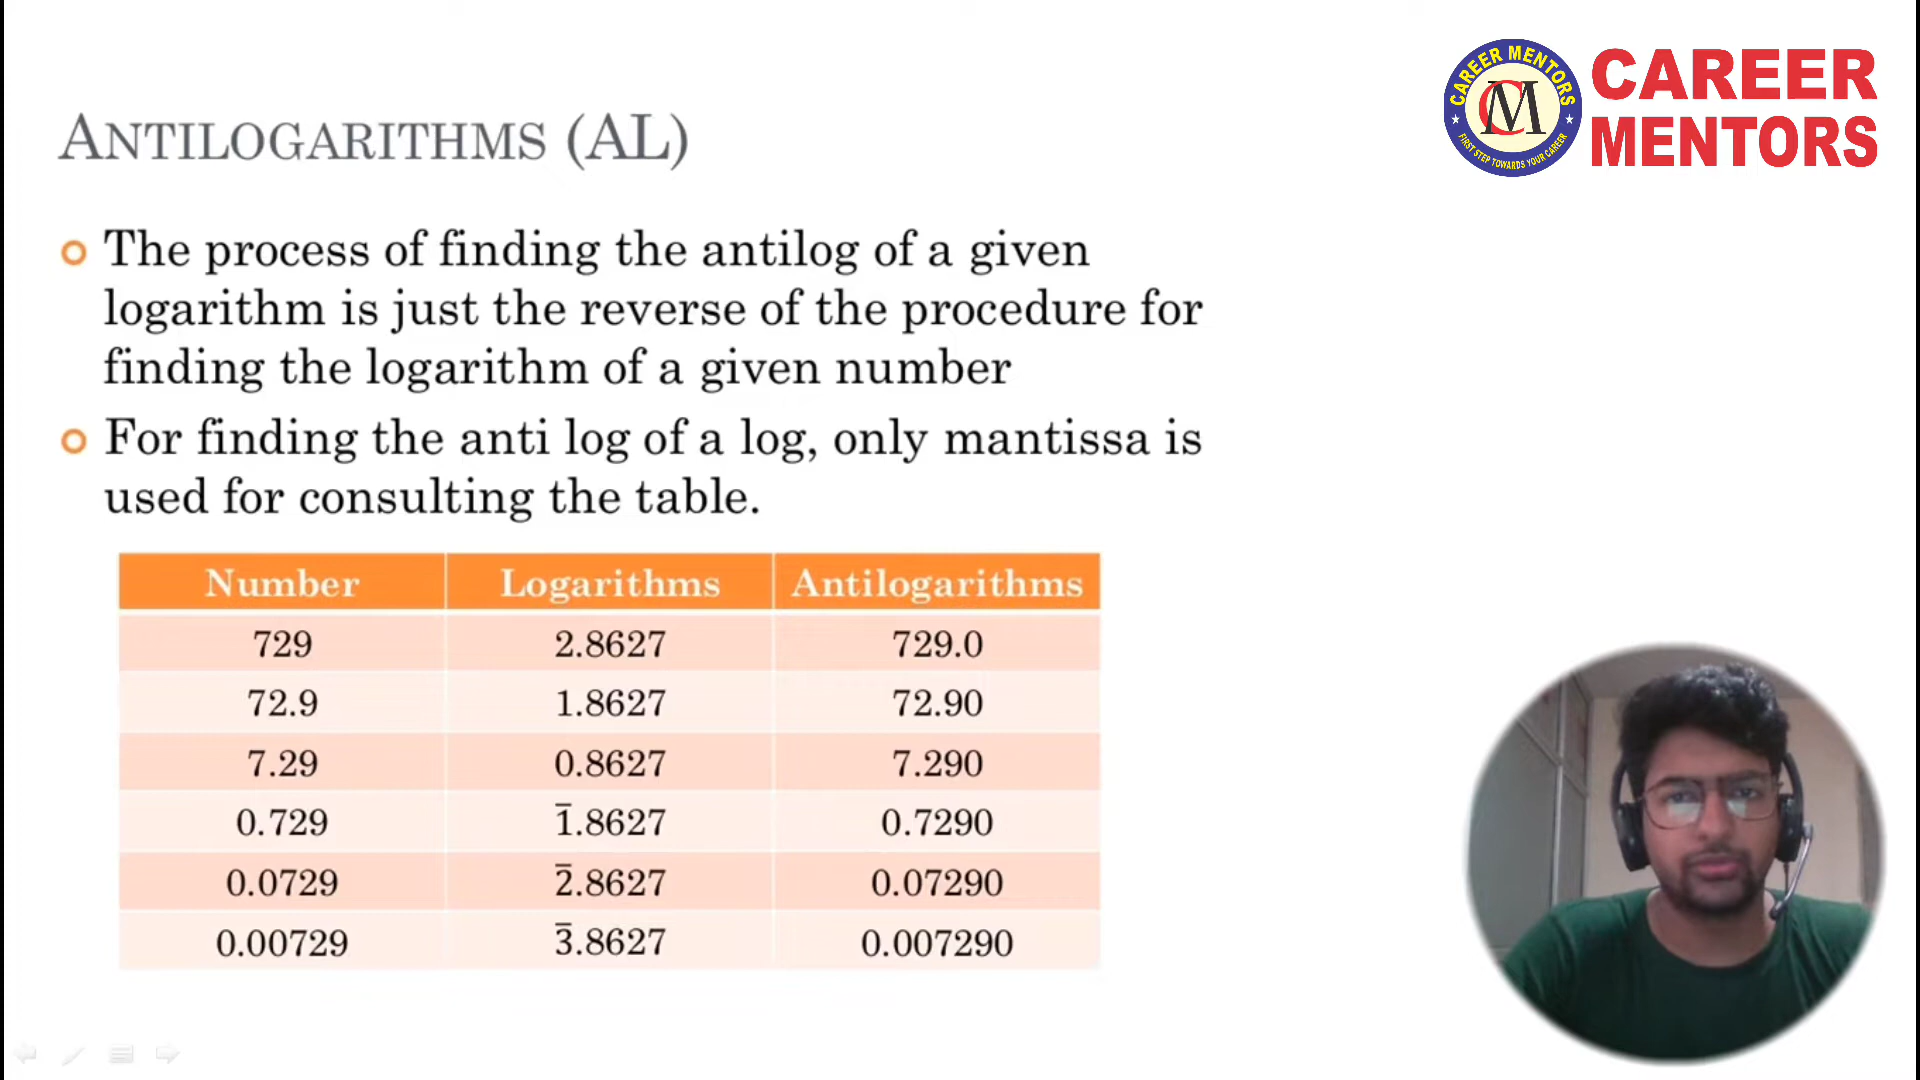 CAREER MENTORS
CM
FIRST STEP TOWARDS YOUR CAREER
CAREER
MENTORS
ANTILOGARITHMS (AL)
The process of finding the antilog of a given
logarithm is just the reverse of the procedure for
finding the logarithm of a given number
For finding the anti log of a log, only mantissa is
used for consulting the table.
Number Logarithms Antilogarithms
729 2.8627 729.0
72.9 1.8627 72.90
7.29 0.8627 7.290
0.729 1̅.8627 0.7290
0.0729 2̅.8627 0.07290
0.00729 3̅.8627 0.007290